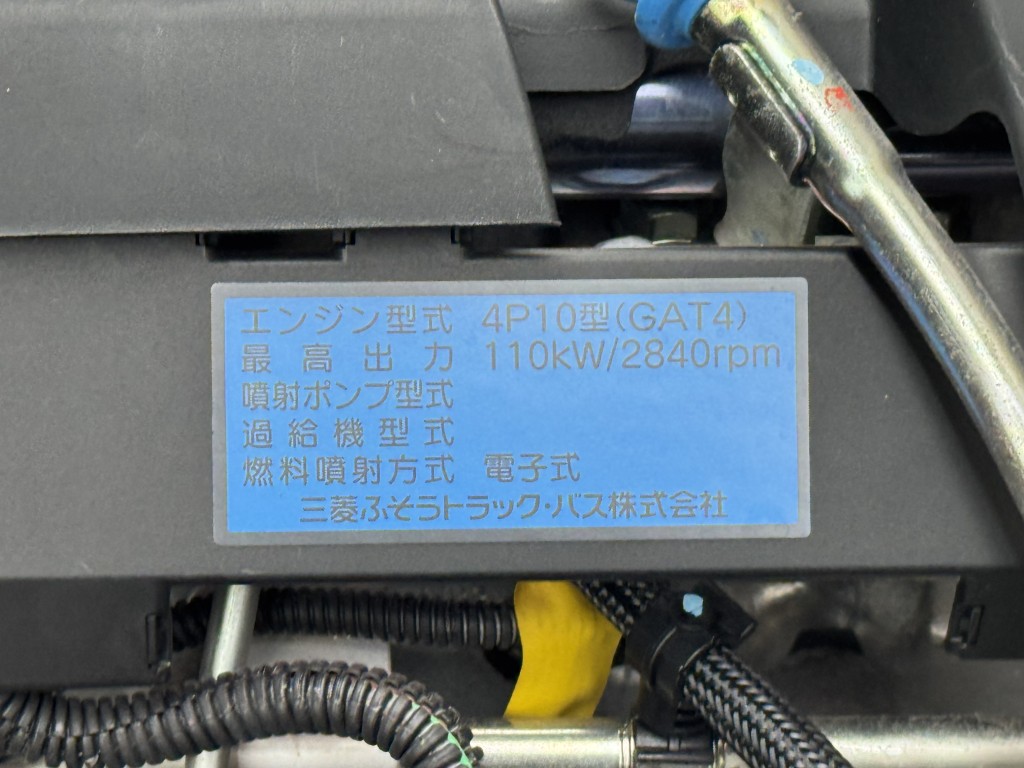 エンジン型式 4P10型(GAT4)
最高出力 110kW/2840rpm
噴射ポンプ型式
過給機型式
燃料噴射方式 電子式
三菱ふそうトラック・バス株式会社